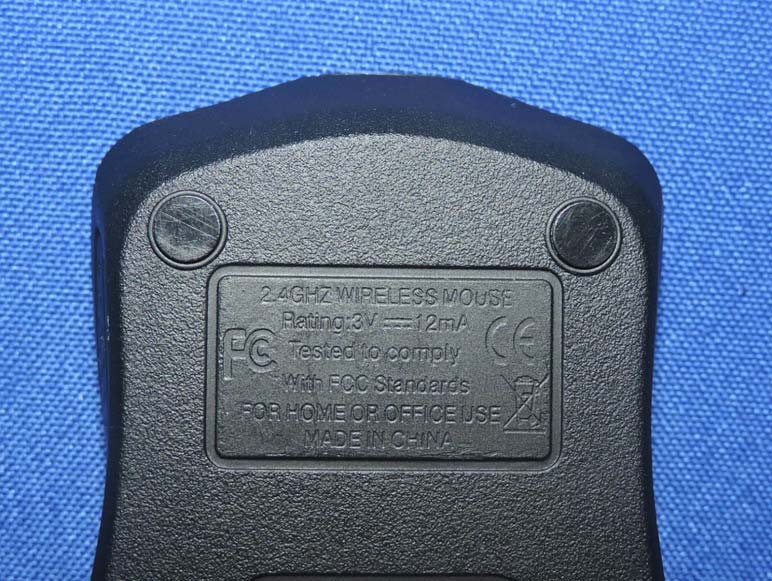 2.4GHZ WIRELESS MOUSE
Rating:3V ⎓ 12mA
FC CE
Tested to comply
With FCC Standards
FOR HOME OR OFFICE USE
MADE IN CHINA